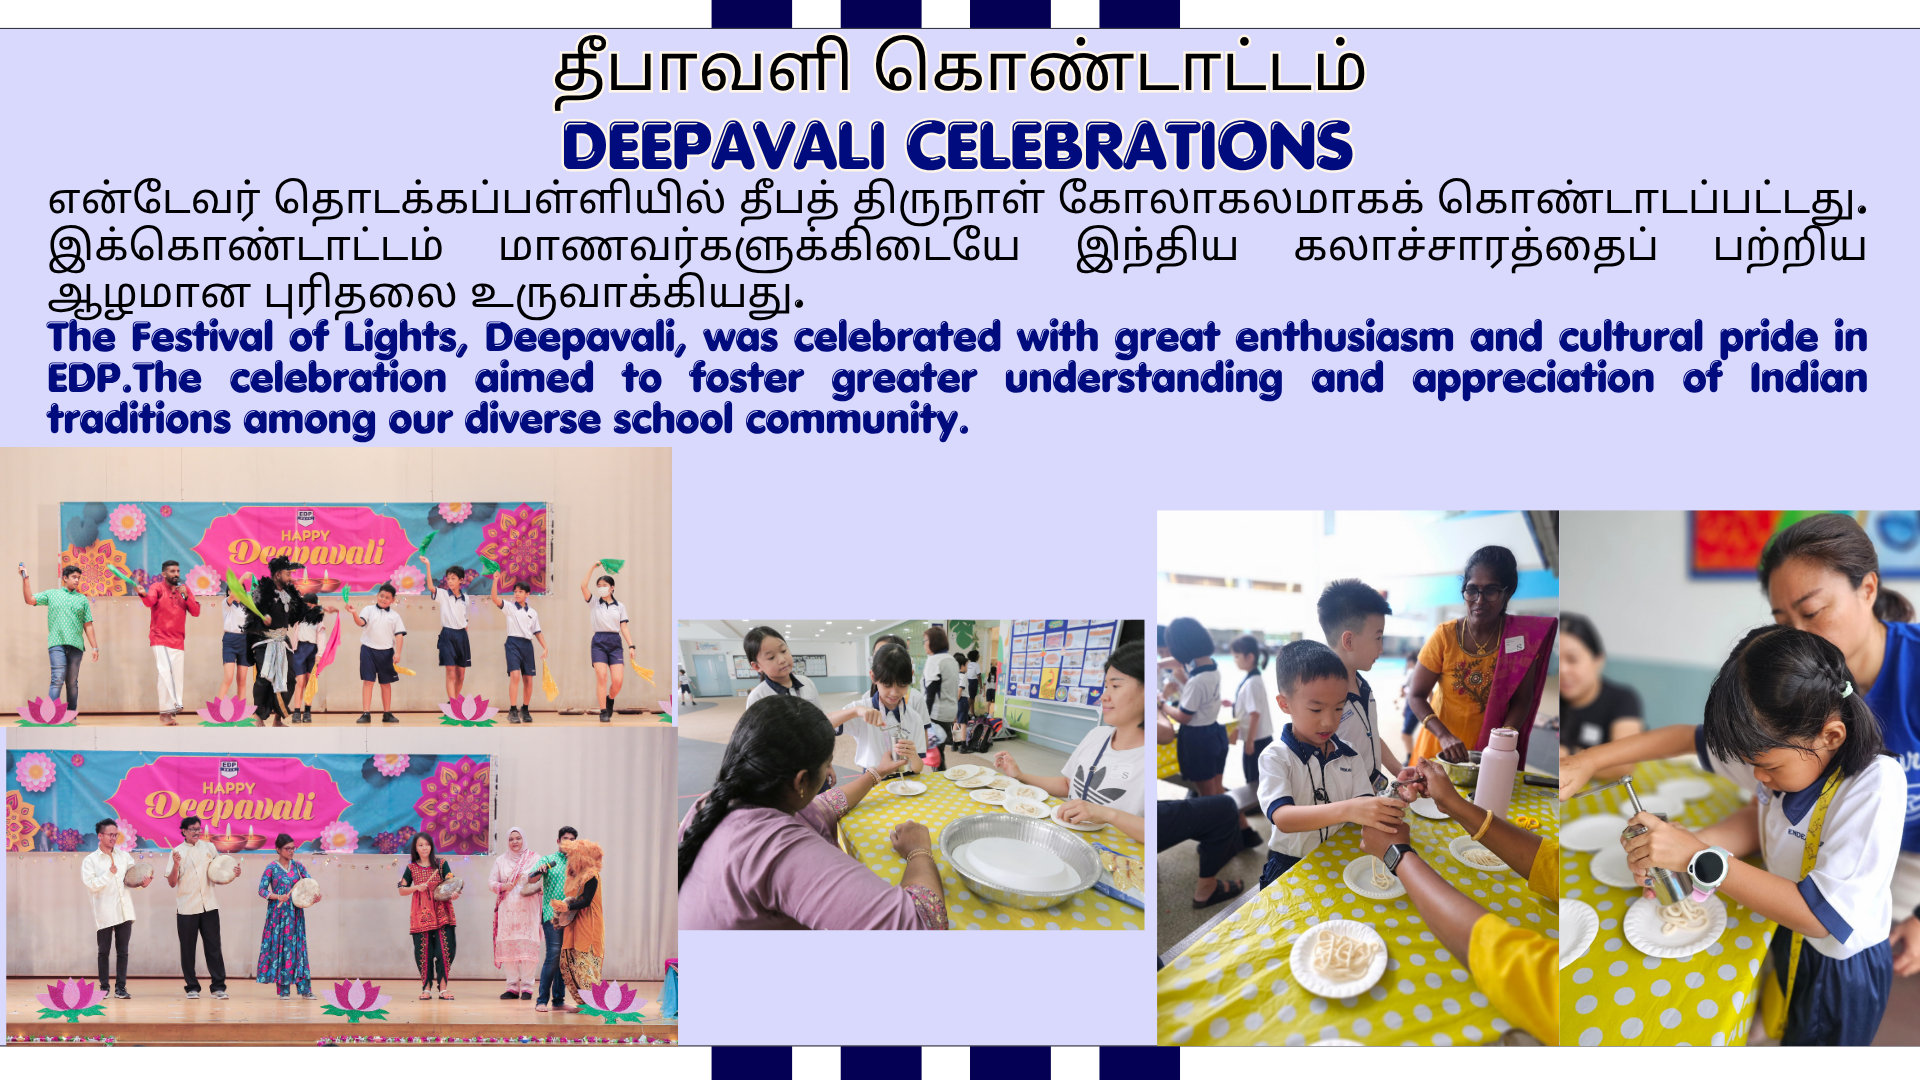 தீபாவளி கொண்டாட்டம்
DEEPAVALI CELEBRATIONS
என்டேவர் தொடக்கப்பள்ளியில் தீபத் திருநாள் கோலாகலமாகக் கொண்டாடப்பட்டது.
இக்கொண்டாட்டம் மாணவர்களுக்கிடையே இந்திய கலாச்சாரத்தைப் பற்றிய
ஆழமான புரிதலை உருவாக்கியது.
The Festival of Lights, Deepavali, was celebrated with great enthusiasm and cultural pride in
EDP.The celebration aimed to foster greater understanding and appreciation of Indian
traditions among our diverse school community.
EDP
HAPPY
Deepavali
EDP
HAPPY
Deepavali